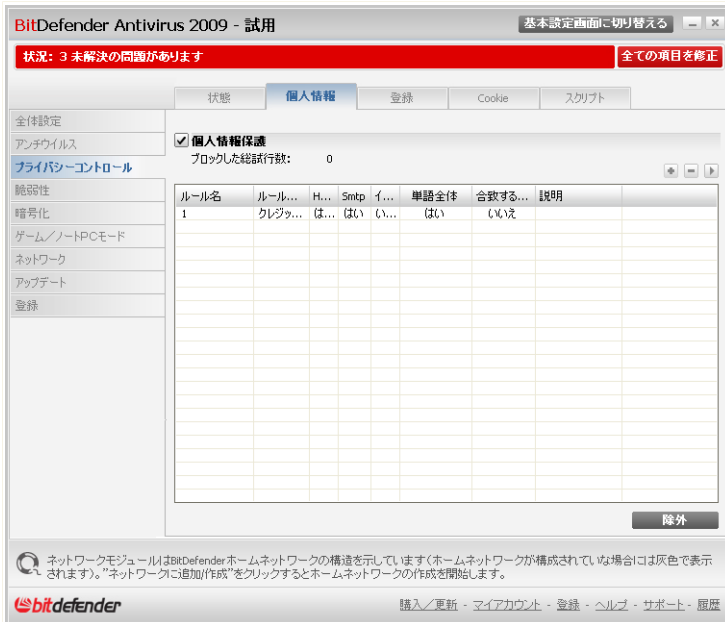 BitDefender Antivirus 2009 - 試用
基本設定画面に切り替える
状況: 3 未解決の問題があります
全ての項目を修正
状態
個人情報
登録
Cookie
スクリプト
全体設定
アンチウイルス
プライバシーコントロール
脆弱性
暗号化
ゲーム/ノートPCモード
ネットワーク
アップデート
登録
個人情報保護
ブロックした総試行数: 0
ルール名 ルール... H... Smtp イ... 単語全体 合致する... 説明
1 クレジッ... は... はい い... はい いいえ
除外
ネットワークモジュールはBitDefenderホームネットワークの構造を示しています(ホームネットワークが構成されていな場合には灰色で表示
されます)。"ネットワークに追加/作成"をクリックするとホームネットワークの作成を開始します。
bitdefender
購入/更新 - マイアカウント - 登録 - ヘルプ - サポート - 履歴